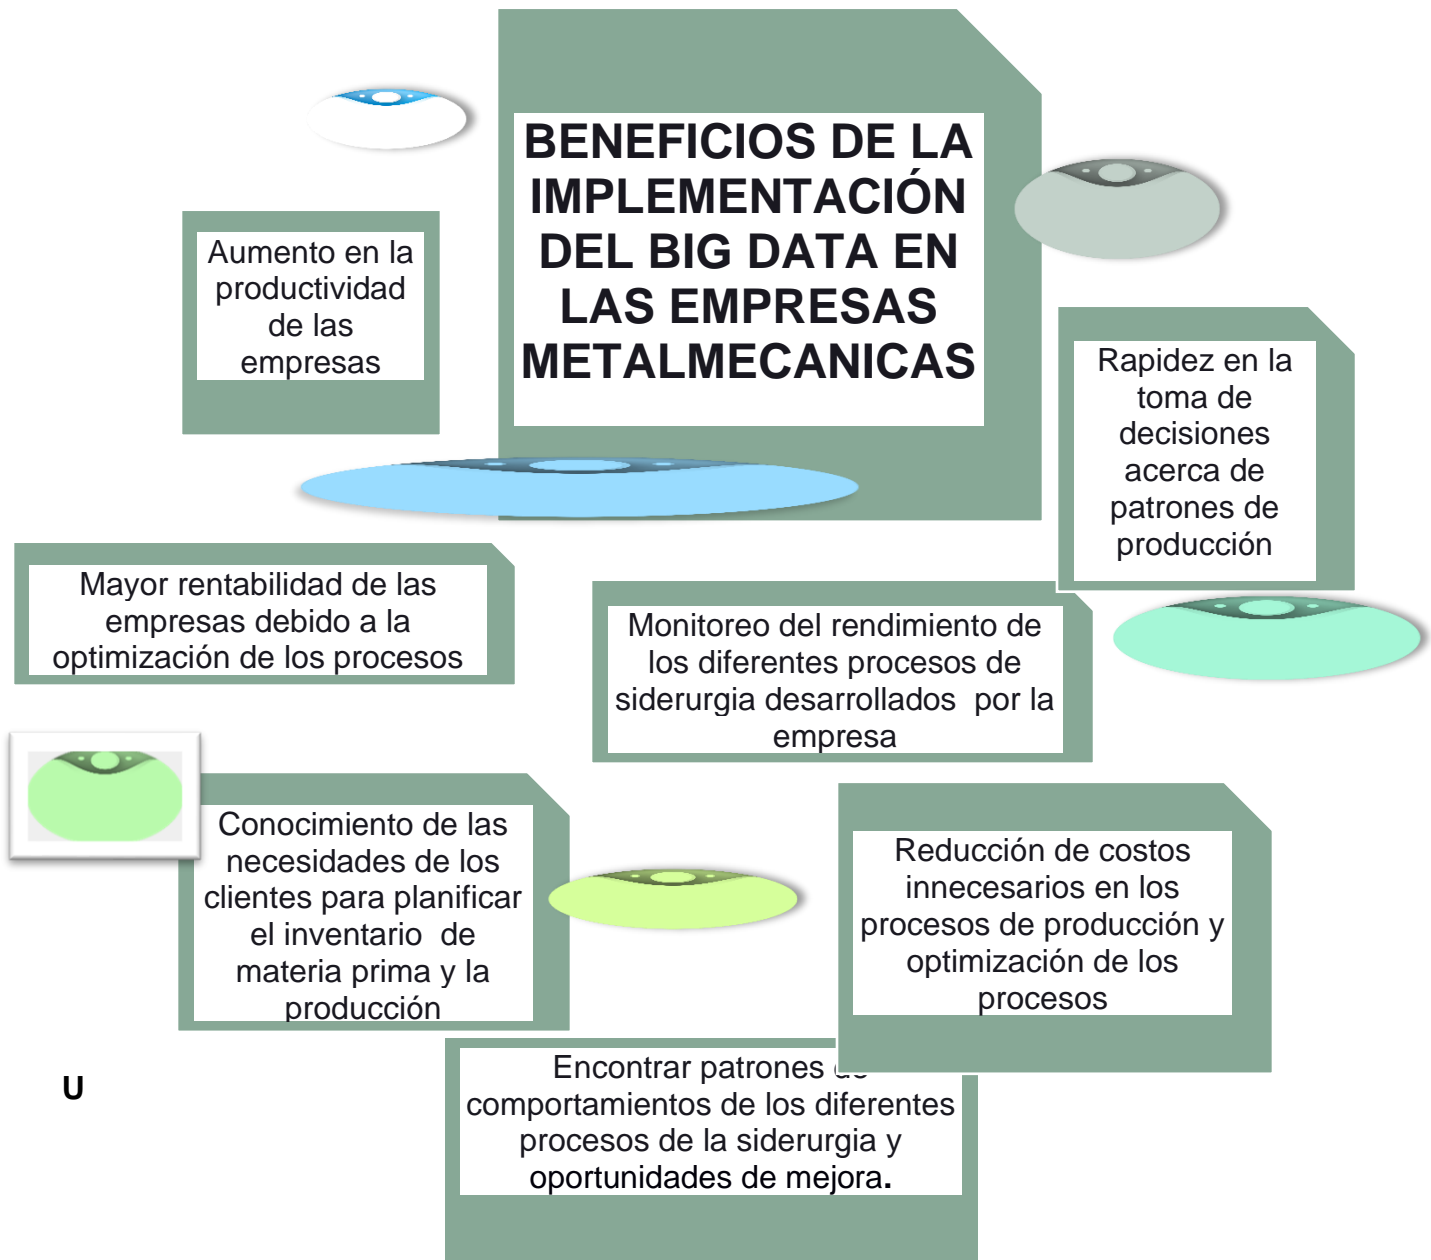 BENEFICIOS DE LA
IMPLEMENTACIÓN
DEL BIG DATA EN
LAS EMPRESAS
METALMECANICAS
Aumento en la
productividad
de las
empresas
Rapidez en la
toma de
decisiones
acerca de
patrones de
producción
Mayor rentabilidad de las
empresas debido a la
optimización de los procesos
Monitoreo del rendimiento de
los diferentes procesos de
siderurgia desarrollados  por la
empresa
Conocimiento de las
necesidades de los
clientes para planificar
el inventario  de
materia prima y la
producción
Reducción de costos
innecesarios en los
procesos de producción y
optimización de los
procesos
U
Encontrar patrones de
comportamientos de los diferentes
procesos de la siderurgia y
oportunidades de mejora.